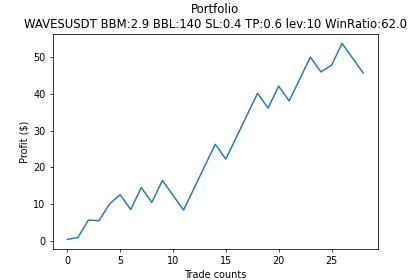 Portfolio
WAVESUSDT BBM:2.9 BBL:140 SL:0.4 TP:0.6 lev:10 WinRatio:62.0
50
40
30
20
10
0
Profit ($)
0 5 10 15 20 25
Trade counts